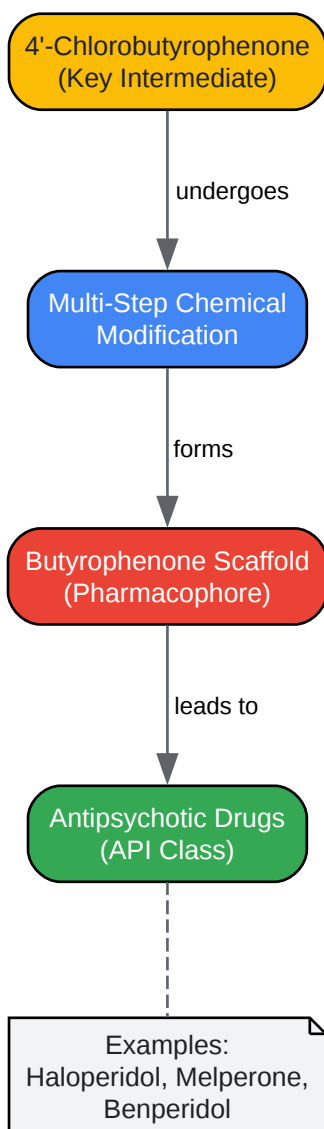 4'-Chlorobutyrophenone
(Key Intermediate)
undergoes
Multi-Step Chemical
Modification
forms
Butyrophenone Scaffold
(Pharmacophore)
leads to
Antipsychotic Drugs
(API Class)
Examples:
Haloperidol, Melperone,
Benperidol